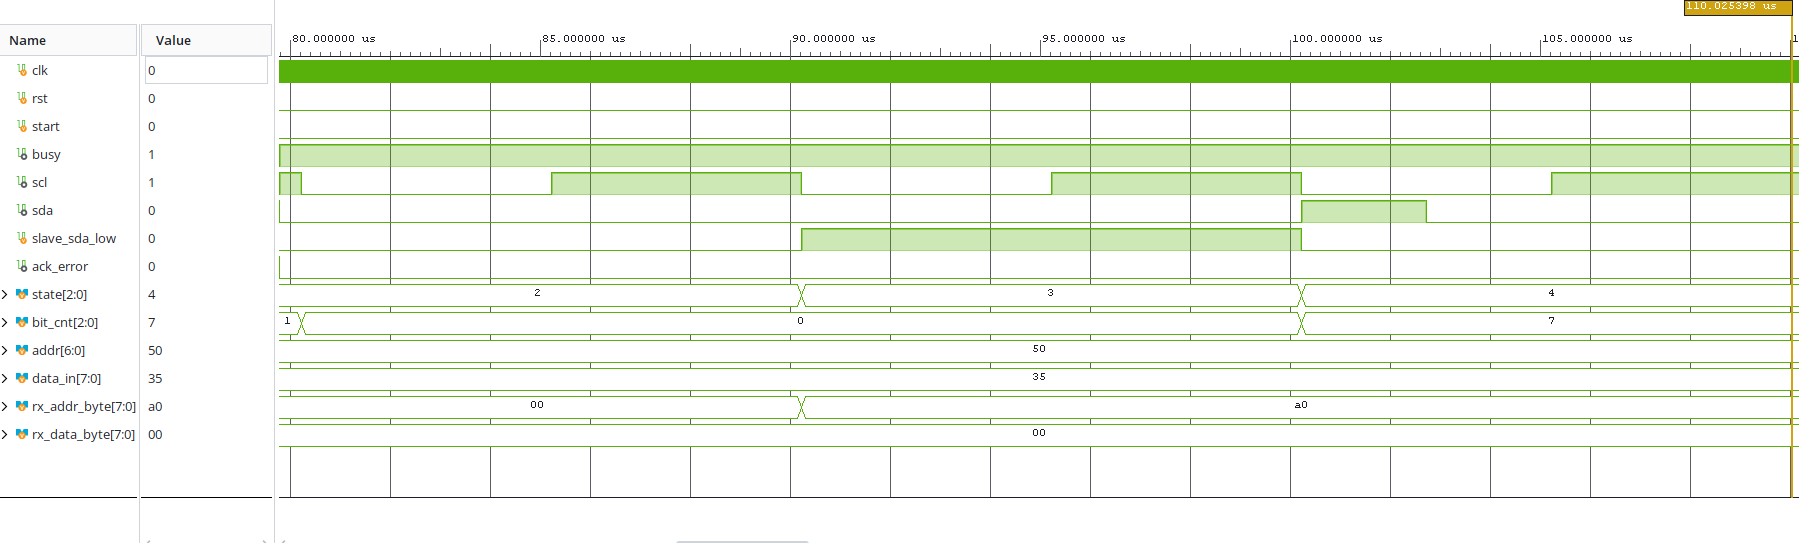 110.025398 us
Name Value
80.000000 us 85.000000 us 90.000000 us 95.000000 us 100.000000 us 105.000000 us
clk 0
rst 0
start 0
busy 1
scl 1
sda 0
slave_sda_low 0
ack_error 0
state[2:0] 4 2 3 4
bit_cnt[2:0] 7 1 0 7
addr[6:0] 50 50
data_in[7:0] 35 35
rx_addr_byte[7:0] a0 00 a0
rx_data_byte[7:0] 00 00